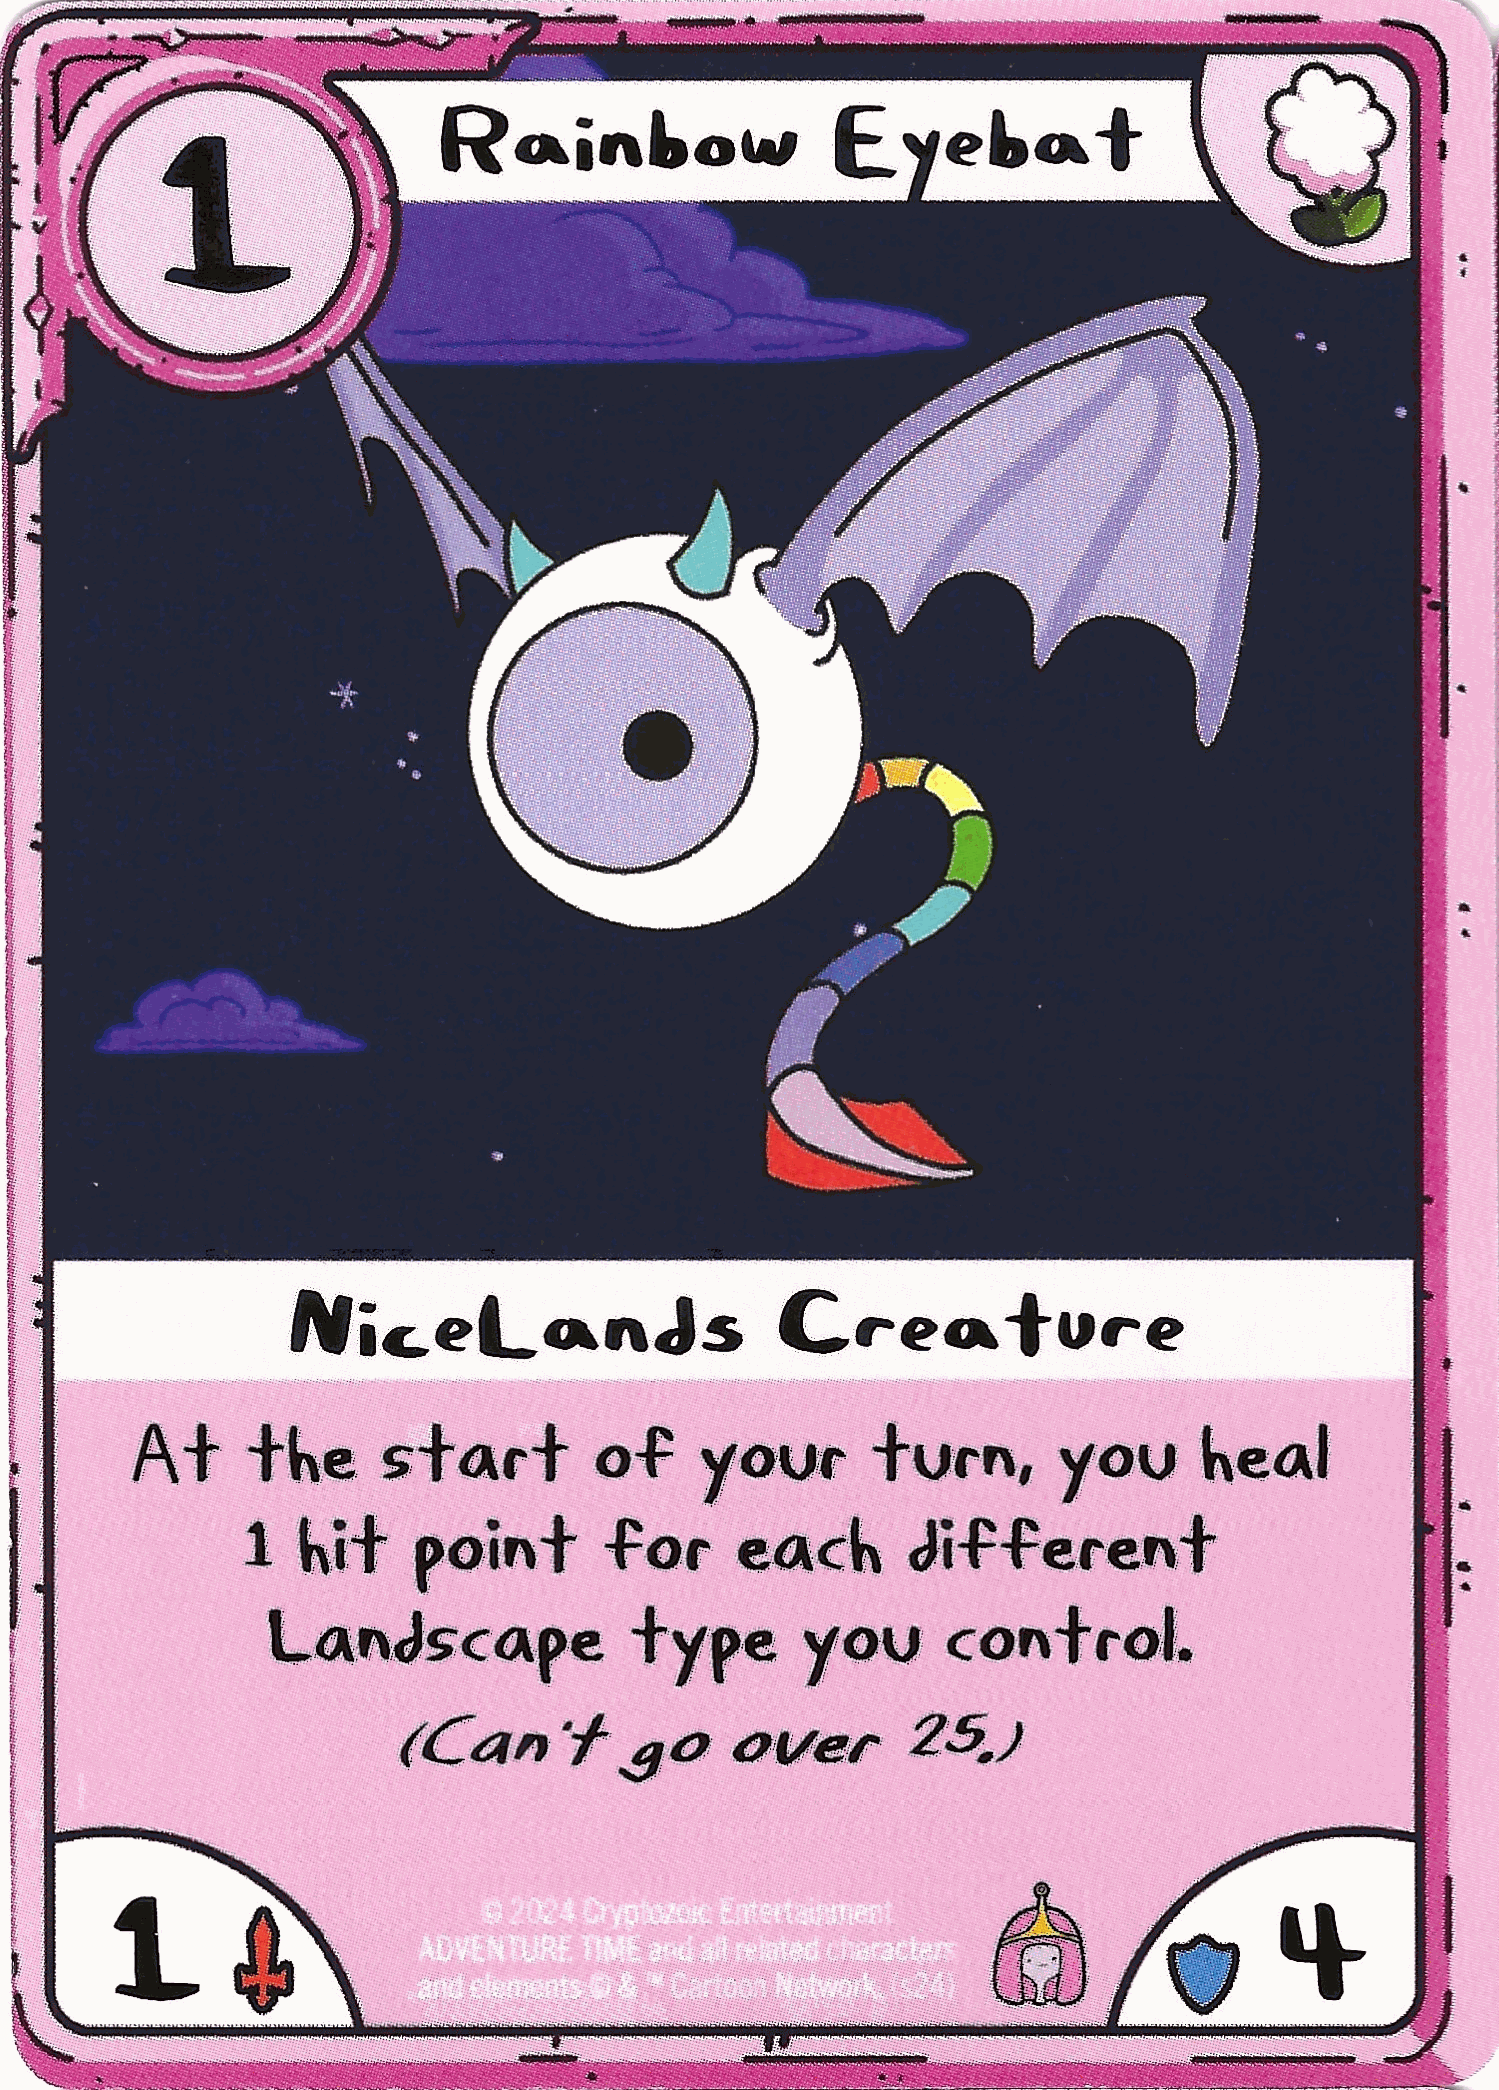 1
Rainbow Eyebat
NiceLands Creature
At the start of your turn, you heal
1 hit point for each different
Landscape type you control.
(Can't go over 25.)
1
© 2024 Cryptozoic Entertainment
ADVENTURE TIME and all related characters
and elements © & ™ Cartoon Network. (s24)
4